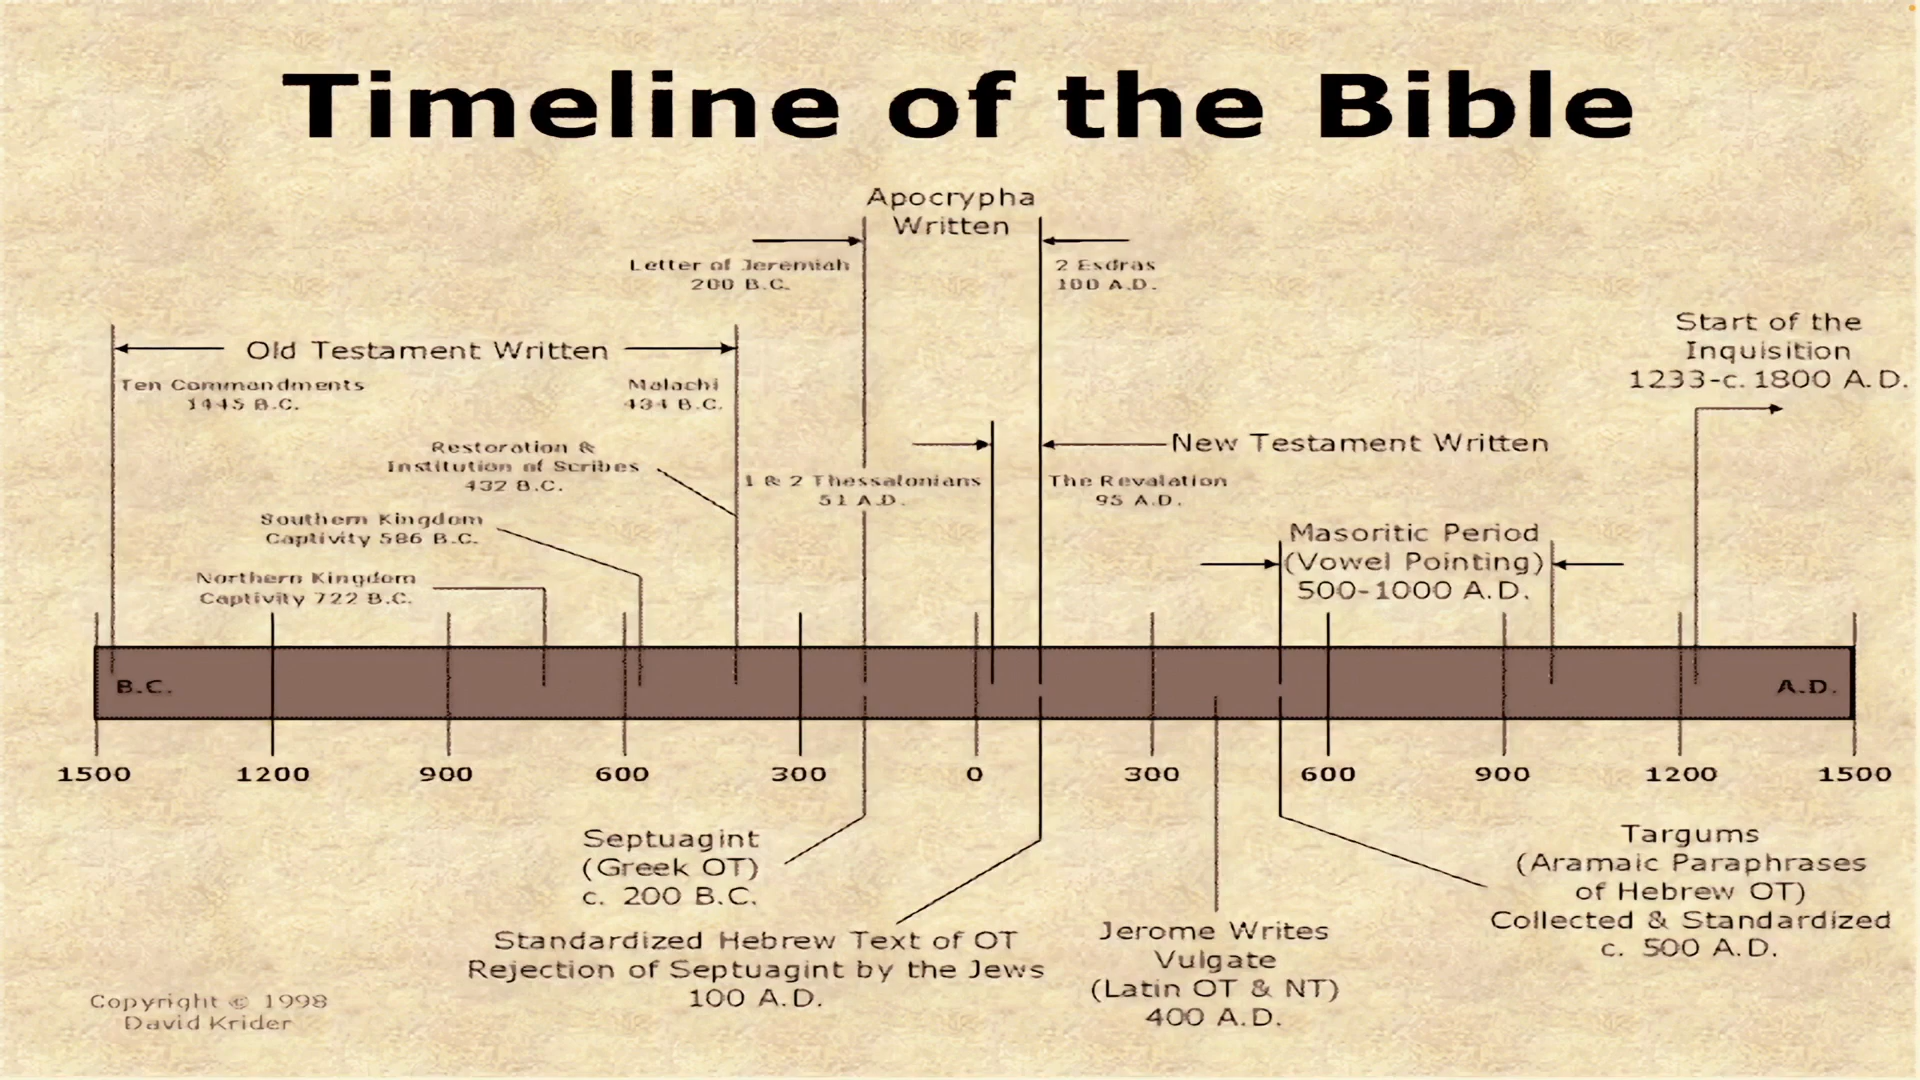 Timeline of the Bible
Apocrypha
Written
Letter of Jeremiah
200 B.C.
2 Esdras
100 A.D.
Old Testament Written
Ten Commandments
1445 B.C.
Malachi
434 B.C.
Start of the
Inquisition
1233-c. 1800 A.D.
Restoration &
Institution of Scribes
432 B.C.
New Testament Written
1 & 2 Thessalonians
51 A.D.
The Revalation
95 A.D.
Southern Kingdom
Captivity 586 B.C.
Northern Kingdom
Captivity 722 B.C.
Masoritic Period
(Vowel Pointing)
500-1000 A.D.
B.C.
A.D.
1500 1200 900 600 300 0 300 600 900 1200 1500
Septuagint
(Greek OT)
c. 200 B.C.
Standardized Hebrew Text of OT
Rejection of Septuagint by the Jews
100 A.D.
Jerome Writes
Vulgate
(Latin OT & NT)
400 A.D.
Targums
(Aramaic Paraphrases
of Hebrew OT)
Collected & Standardized
c. 500 A.D.
Copyright © 1998
David Krider